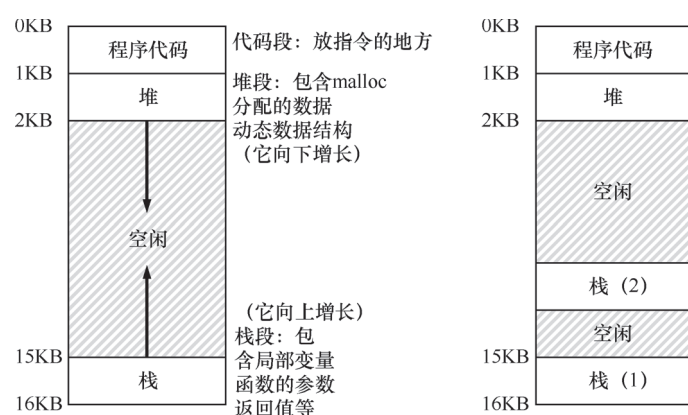 0KB
程序代码
代码段：放指令的地方
1KB
堆
堆段：包含malloc
分配的数据
动态数据结构
（它向下增长）
2KB
空闲
（它向上增长）
栈段：包
含局部变量
函数的参数
返回值等
15KB
栈
16KB
0KB
程序代码
1KB
堆
2KB
空闲
栈（2）
空闲
15KB
栈（1）
16KB